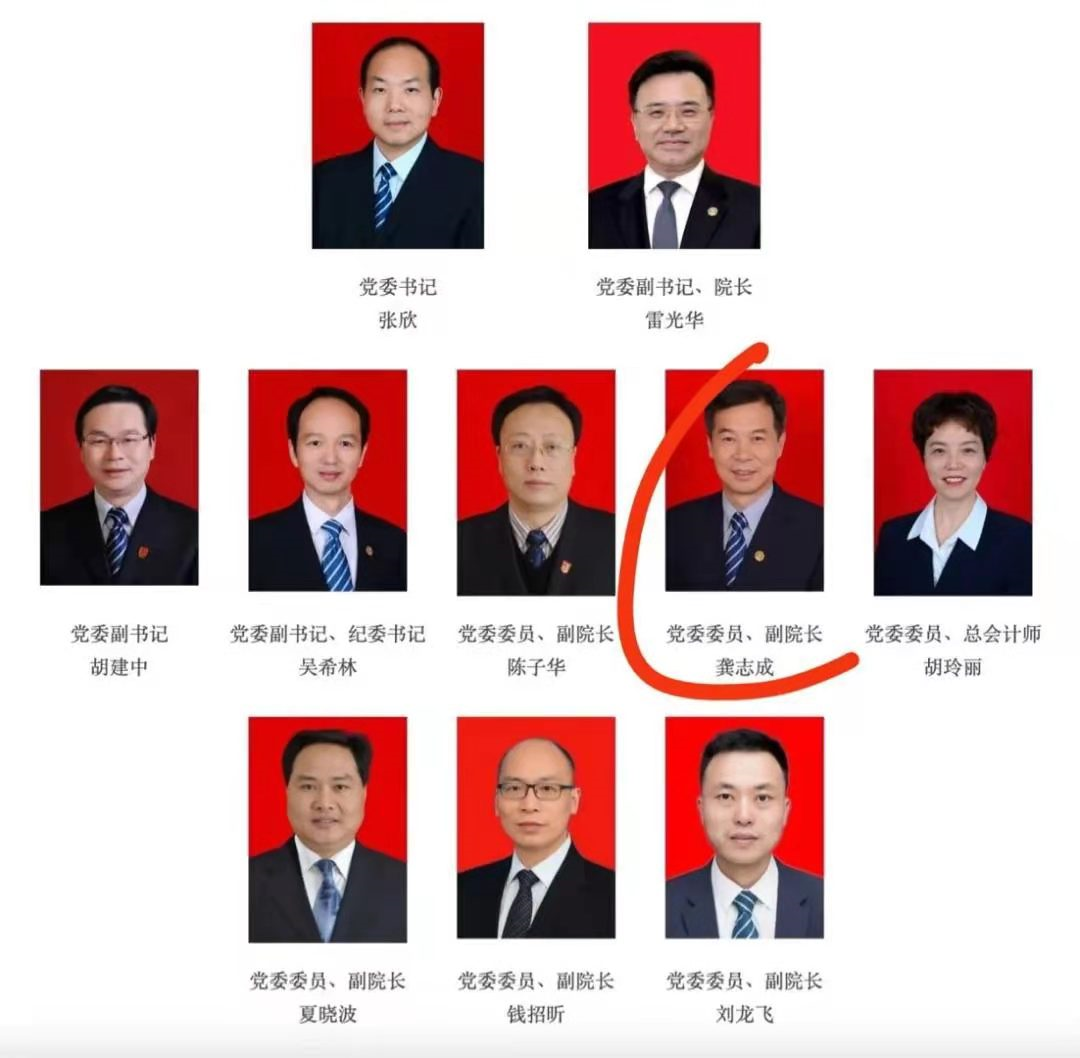 党委书记
张欣
党委副书记、院长
雷光华
党委副书记
胡建中
党委副书记、纪委书记
吴希林
党委委员、副院长
陈子华
党委委员、副院长
龚志成
党委委员、总会计师
胡玲丽
党委委员、副院长
夏晓波
党委委员、副院长
钱招昕
党委委员、副院长
刘龙飞